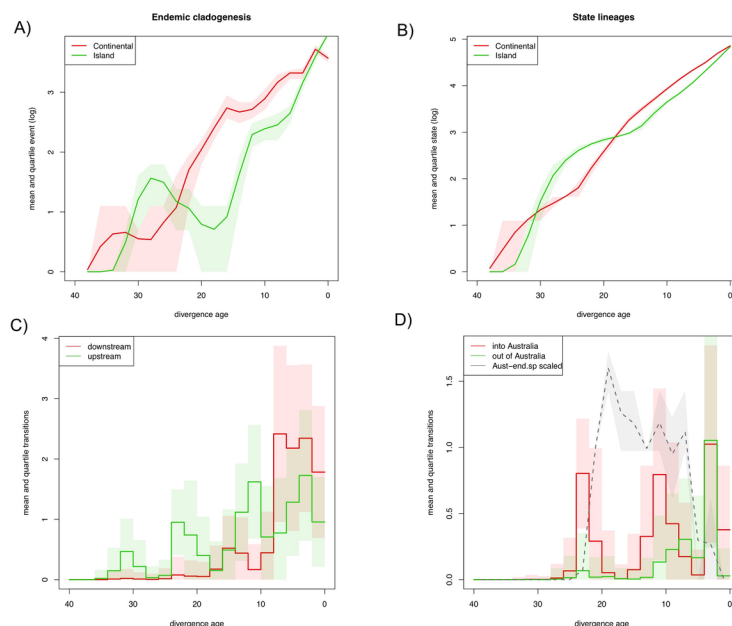 A)
Endemic cladogenesis
Continental
Island
mean and quartile event (log)
0 1 2 3
40 30 20 10 0
divergence age
B)
State lineages
Continental
Island
mean and quartile state (log)
0 1 2 3 4 5
40 30 20 10 0
divergence age
C)
downstream
upstream
mean and quartile transitions
0 1 2 3 4
40 30 20 10 0
divergence age
D)
into Australia
out of Australia
Aust-end.sp scaled
mean and quartile transitions
0.0 0.5 1.0 1.5
40 30 20 10 0
divergence age